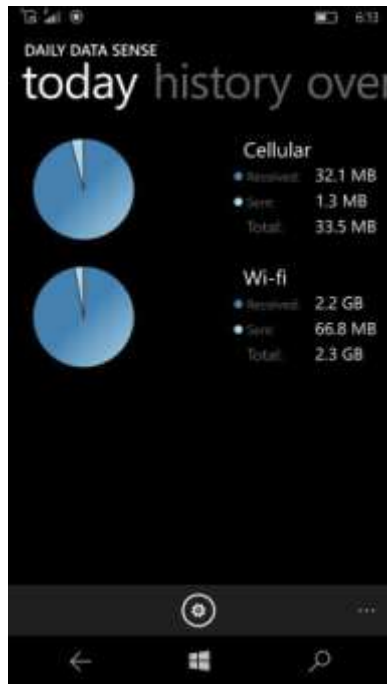 6:13
DAILY DATA SENSE
today history over
Cellular
Received: 32.1 MB
Sent: 1.3 MB
Total: 33.5 MB
Wi-fi
Received: 2.2 GB
Sent: 66.8 MB
Total: 2.3 GB
...